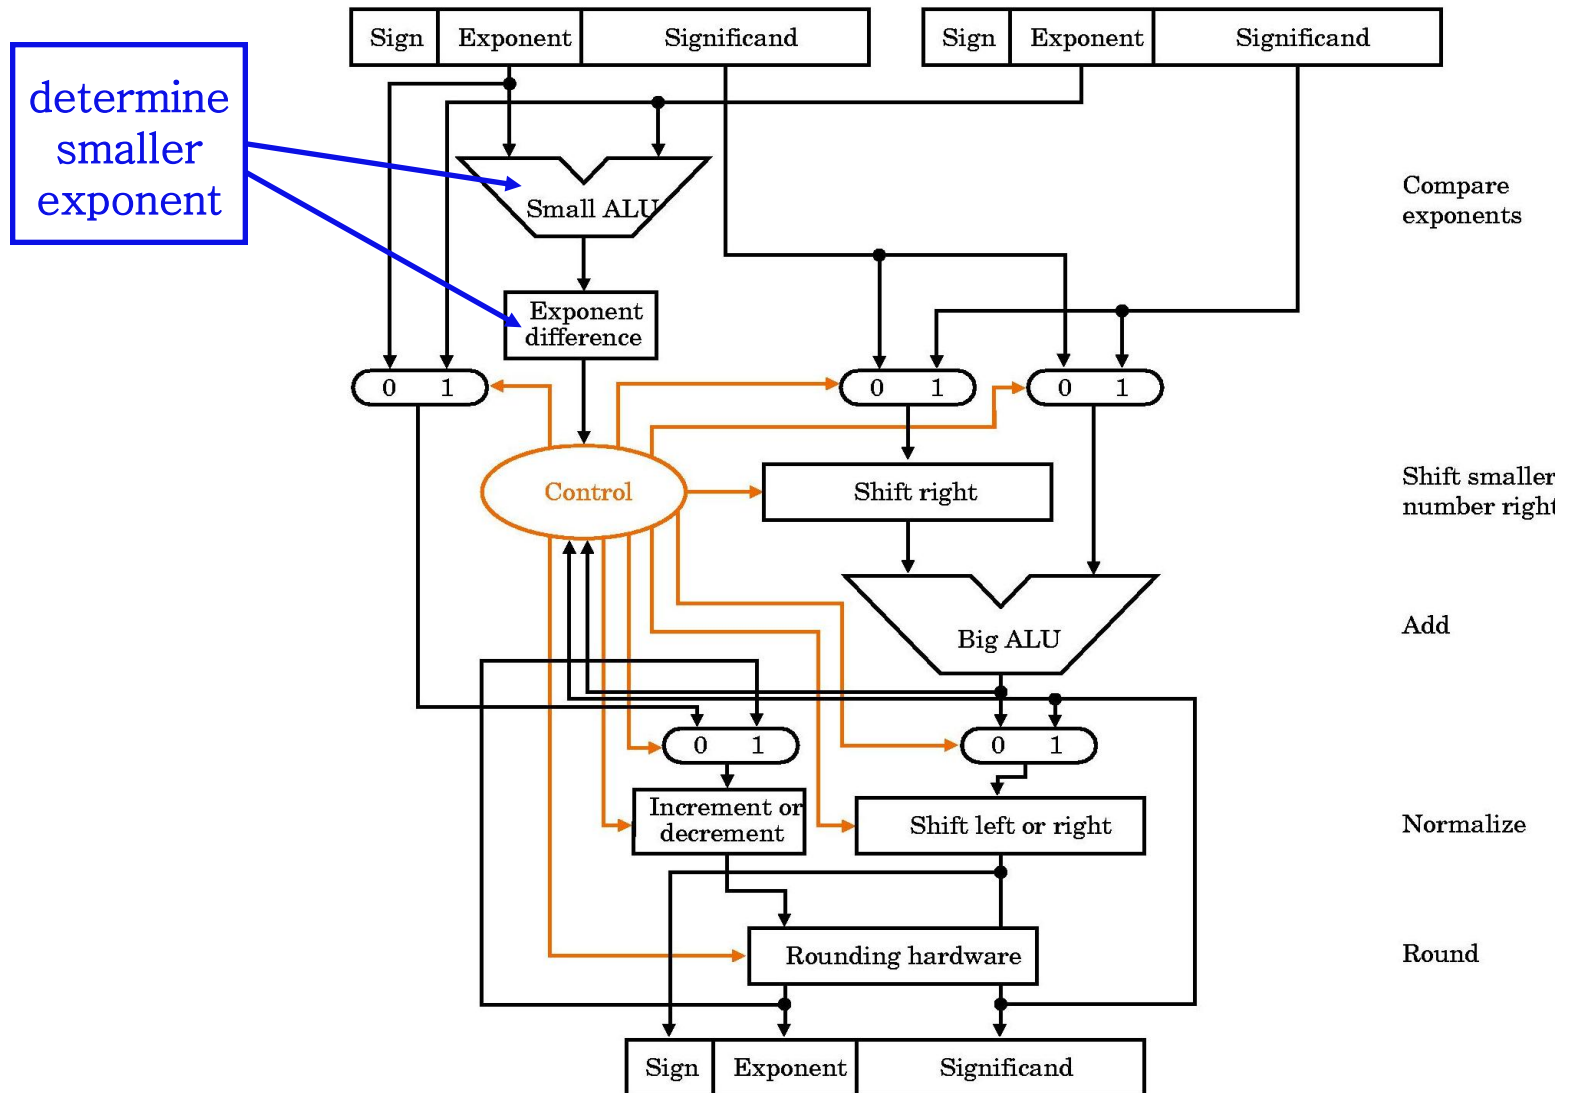 Sign Exponent Significand Sign Exponent Significand
determine
smaller
exponent
Small ALU
Compare
exponents
Exponent
difference
0 1 0 1 0 1
Control
Shift right
Shift smaller
number right
Add
Big ALU
0 1 0 1
Increment or
decrement
Shift left or right
Normalize
Rounding hardware
Round
Sign Exponent Significand